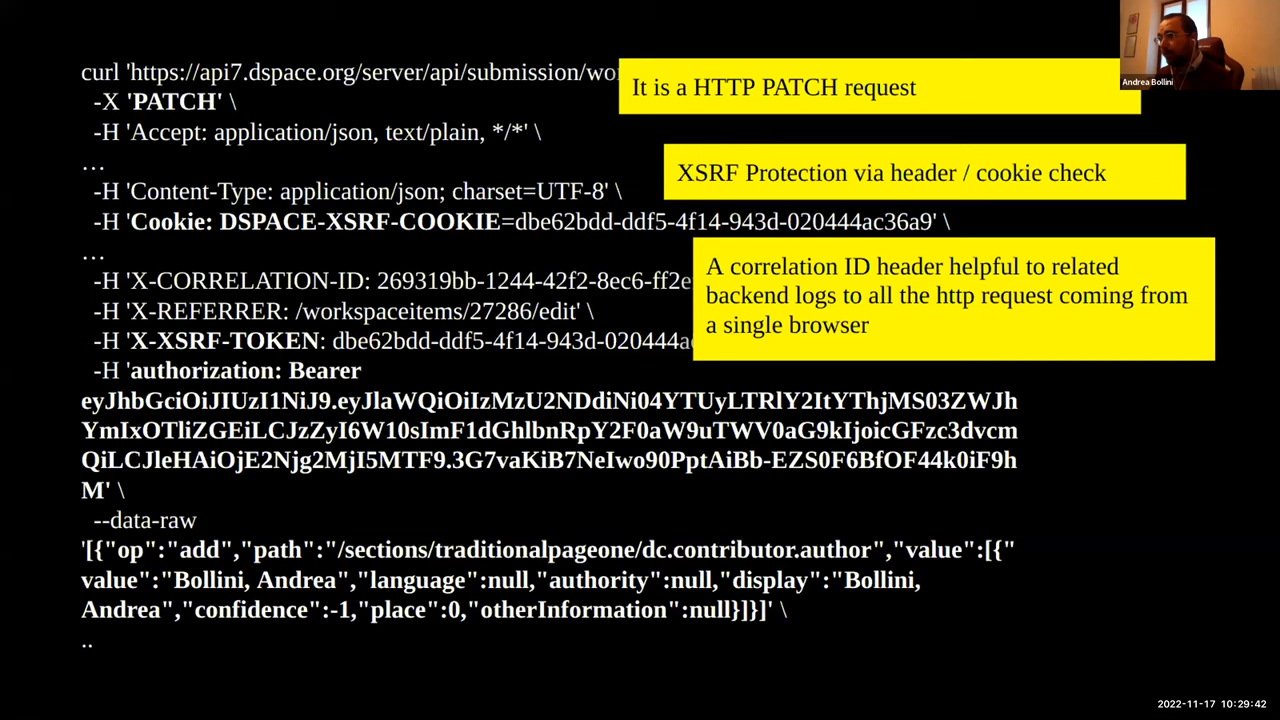 curl 'https://api7.dspace.org/server/api/submission/wo
It is a HTTP PATCH request
Andrea Bollini
-X 'PATCH' \
-H 'Accept: application/json, text/plain, */*' \
...
XSRF Protection via header / cookie check
-H 'Content-Type: application/json; charset=UTF-8' \
-H 'Cookie: DSPACE-XSRF-COOKIE=dbe62bdd-ddf5-4f14-943d-020444ac36a9' \
...
A correlation ID header helpful to related
backend logs to all the http request coming from
a single browser
-H 'X-CORRELATION-ID: 269319bb-1244-42f2-8ec6-ff2e
-H 'X-REFERRER: /workspaceitems/27286/edit' \
-H 'X-XSRF-TOKEN: dbe62bdd-ddf5-4f14-943d-020444a
-H 'authorization: Bearer
eyJhbGciOiJIUzI1NiJ9.eyJlaWQiOiIzMzU2NDdiNi04YTUyLTRlY2ItYThjMS03ZWJh
YmIxOTliZGEiLCJzZyI6W10sImF1dGhlbnRpY2F0aW9uTWV0aG9kIjoicGFzc3dvcm
QiLCJleHAiOjE2Njg2MjI5MTF9.3G7vaKiB7NeIwo90PptAiBb-EZS0F6BfOF44k0iF9h
M' \
--data-raw
'[{"op":"add","path":"/sections/traditionalpageone/dc.contributor.author","value":[{"
value":"Bollini, Andrea","language":null,"authority":null,"display":"Bollini,
Andrea","confidence":-1,"place":0,"otherInformation":null}]}]' \
..
2022-11-17 10:29:42